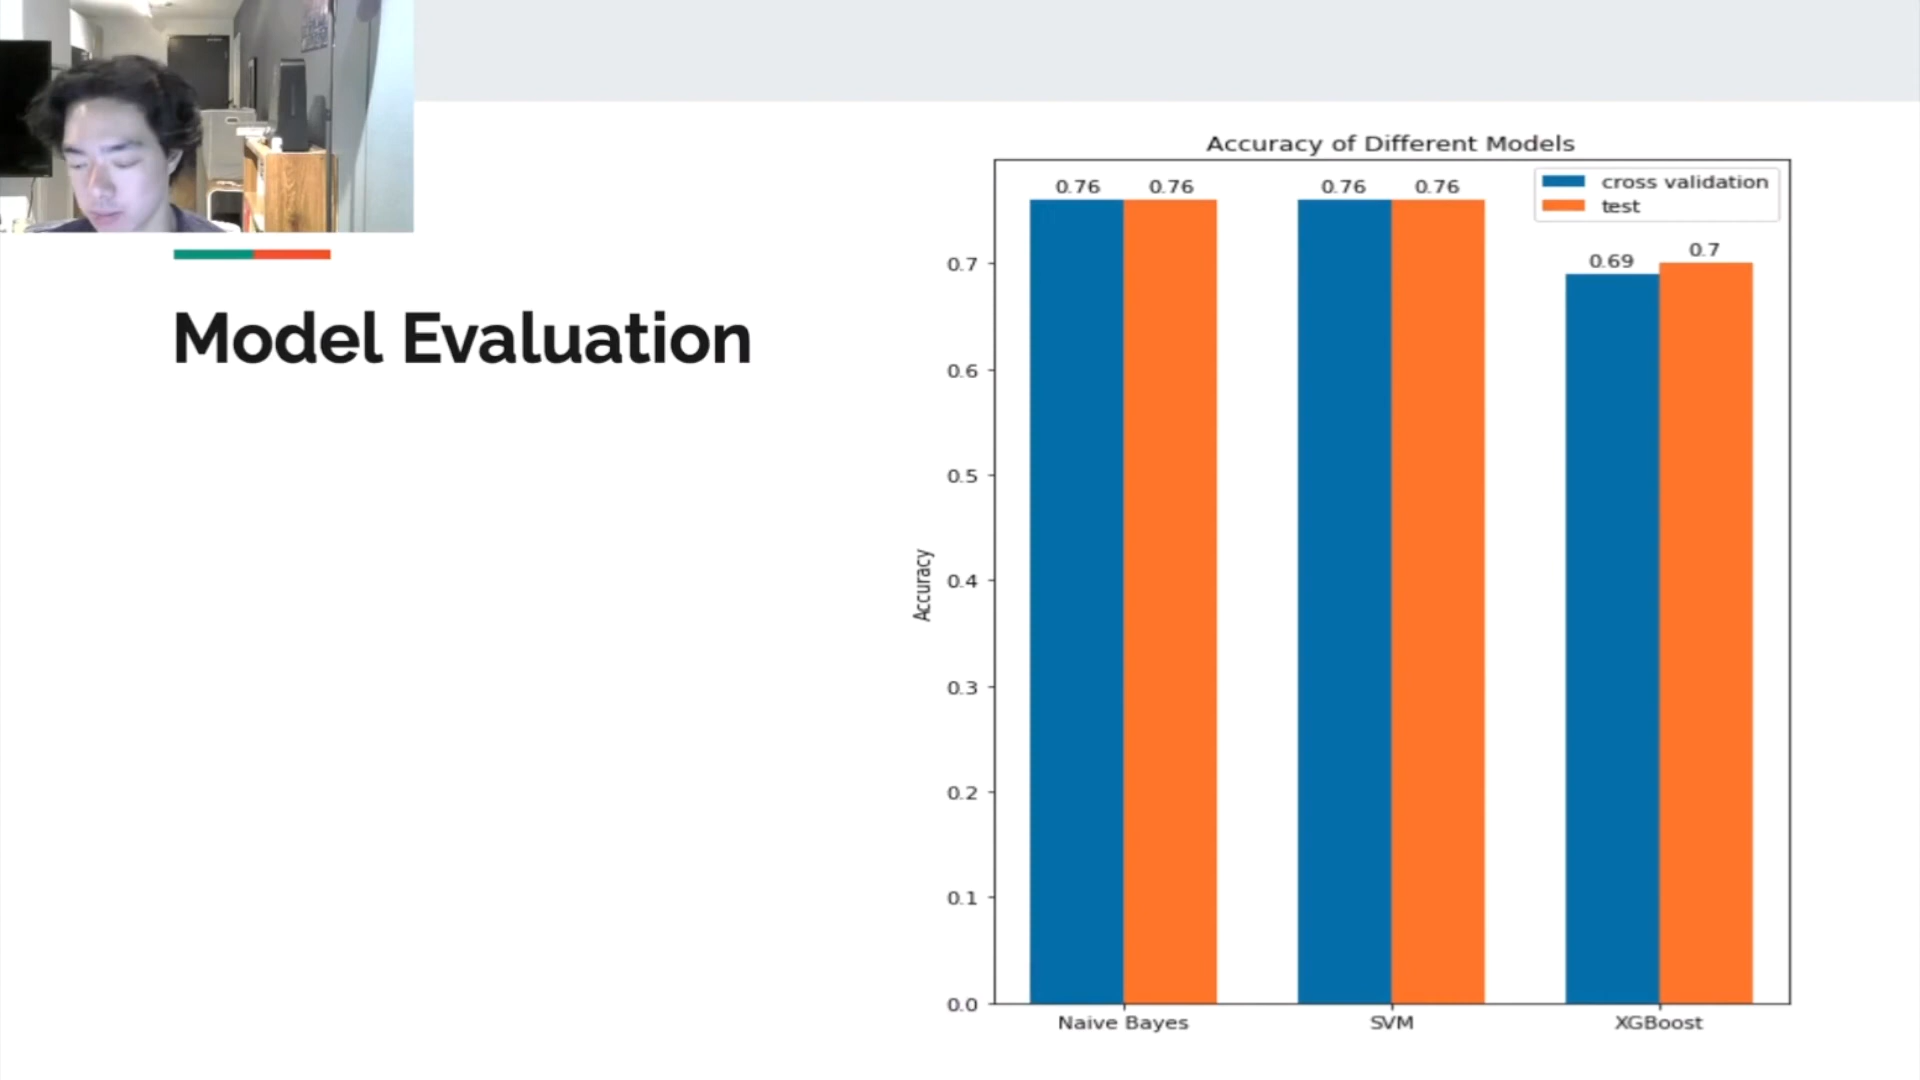 Model Evaluation
Accuracy of Different Models
cross validation
test
0.76
0.76
0.76
0.76
0.69
0.7
0.7
0.6
0.5
0.4
0.3
0.2
0.1
0.0
Accuracy
Naive Bayes
SVM
XGBoost